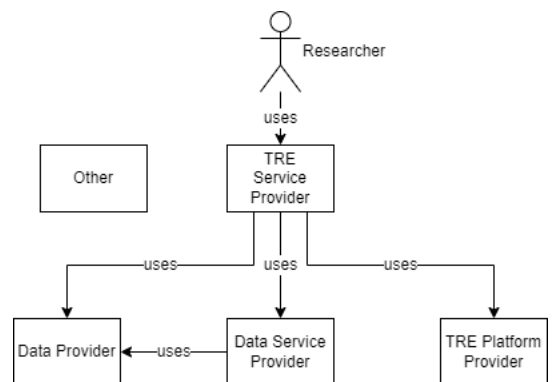 Researcher
uses
TRE
Service
Provider
Other
uses
uses
uses
Data Provider
uses
Data Service
Provider
TRE Platform
Provider